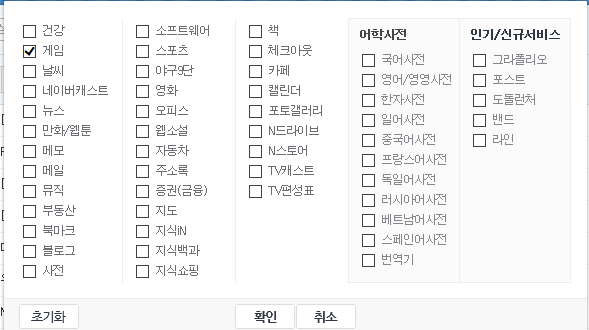 건강
게임
날씨
네이버캐스트
뉴스
만화/웹툰
메모
메일
뮤직
부동산
북마크
블로그
사전
소프트웨어
스포츠
야구9단
영화
오피스
웹소설
자동차
주소록
증권(금융)
지도
지식iN
지식백과
지식쇼핑
책
체크아웃
카페
캘린더
포토갤러리
N드라이브
N스토어
TV캐스트
TV편성표
어학사전
국어사전
영어/영영사전
한자사전
일어사전
중국어사전
프랑스어사전
독일어사전
러시아어사전
베트남어사전
스페인어사전
번역기
인기/신규서비스
그라폴리오
포스트
도돌런처
밴드
라인
초기화
확인
취소